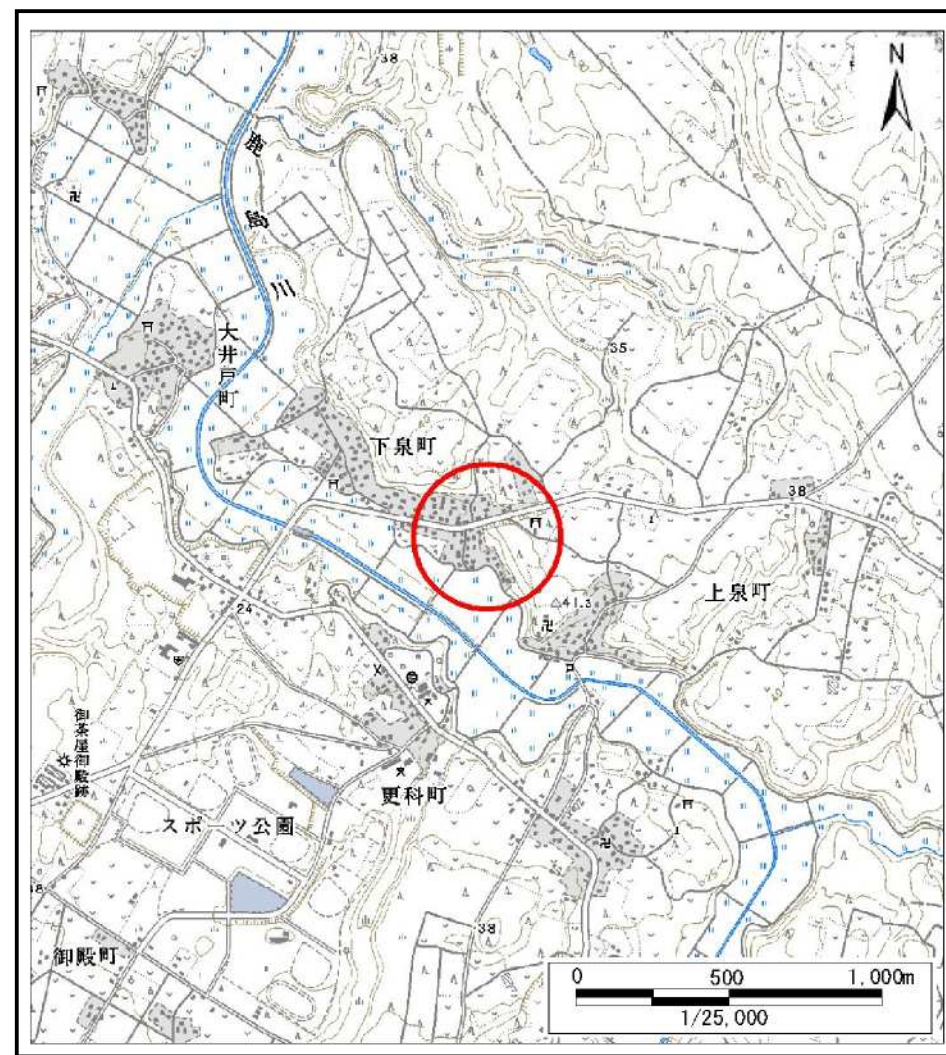 38
N
鹿島川
大井戸町
35
下泉町
38
上泉町
41.3
24
御茶屋御殿跡
更科町
スポーツ公園
38
38
御殿町
0 500 1,000m
1/25,000